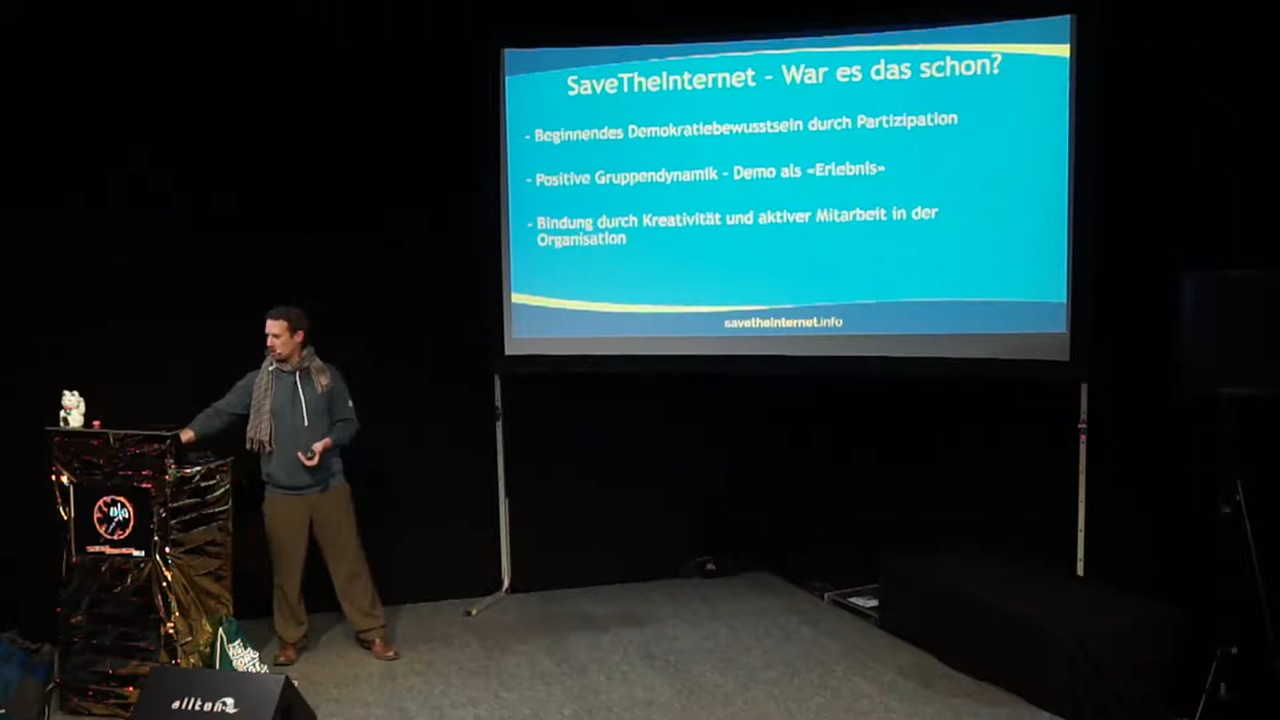 SaveTheInternet - War es das schon?
- Beginnendes Demokratiebewusstsein durch Partizipation
- Positive Gruppendynamik - Demo als «Erlebnis»
- Bindung durch Kreativität und aktiver Mitarbeit in der
Organisation
savetheinternet.info